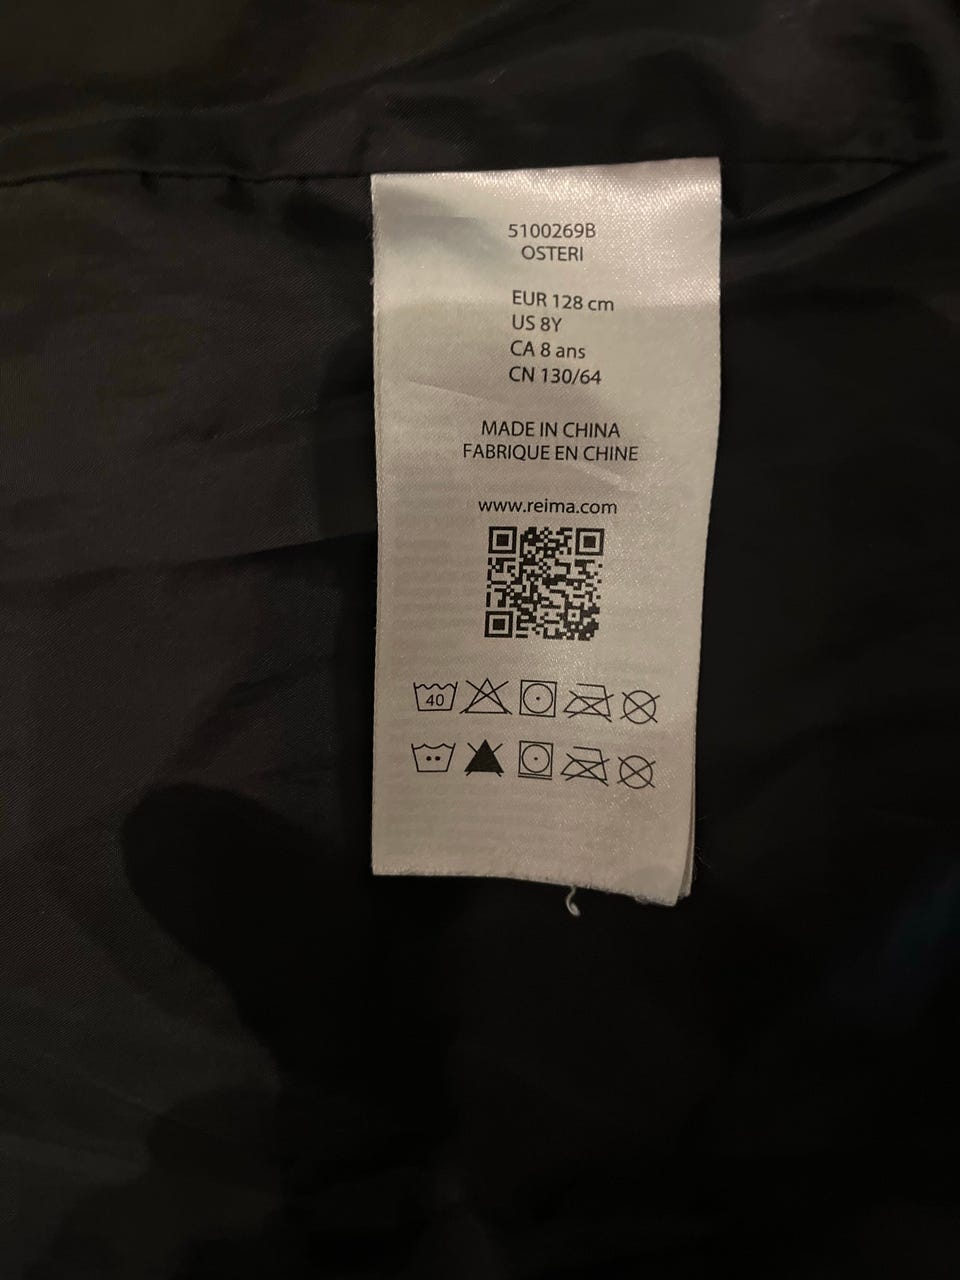 5100269B
OSTERI
EUR 128 cm
US 8Y
CA 8 ans
CN 130/64
MADE IN CHINA
FABRIQUE EN CHINE
www.reima.com
40